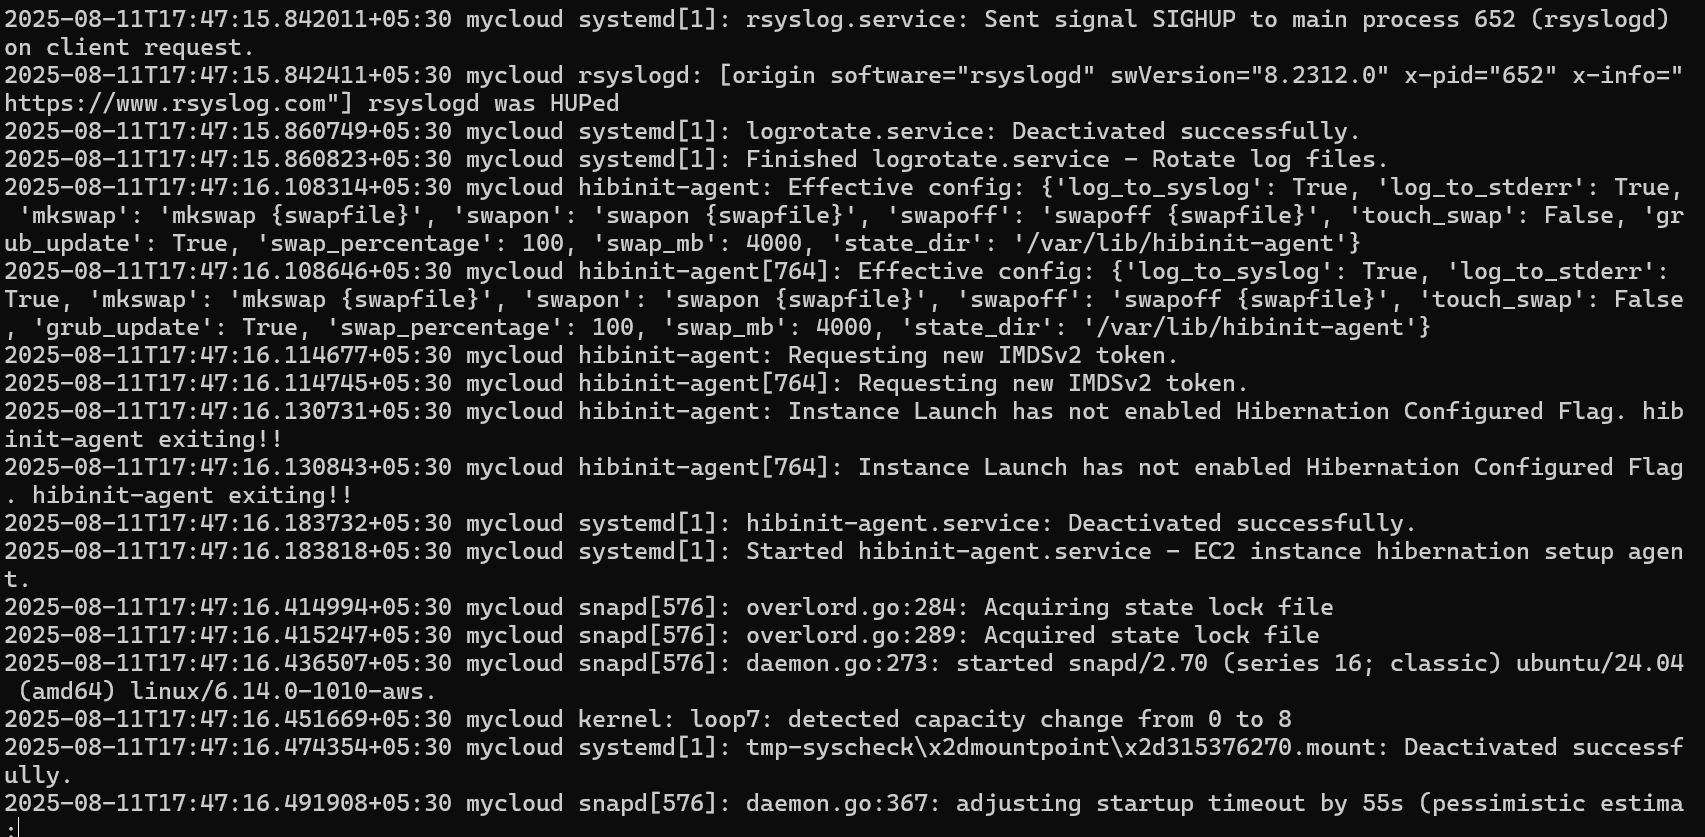 2025-08-11T17:47:15.842011+05:30 mycloud systemd[1]: rsyslog.service: Sent signal SIGHUP to main process 652 (rsyslogd)
on client request.
2025-08-11T17:47:15.842411+05:30 mycloud rsyslogd: [origin software="rsyslogd" swVersion="8.2312.0" x-pid="652" x-info="
https://www.rsyslog.com"] rsyslogd was HUPed
2025-08-11T17:47:15.860749+05:30 mycloud systemd[1]: logrotate.service: Deactivated successfully.
2025-08-11T17:47:15.860823+05:30 mycloud systemd[1]: Finished logrotate.service - Rotate log files.
2025-08-11T17:47:16.108314+05:30 mycloud hibinit-agent: Effective config: {'log_to_syslog': True, 'log_to_stderr': True,
 'mkswap': 'mkswap {swapfile}', 'swapon': 'swapon {swapfile}', 'swapoff': 'swapoff {swapfile}', 'touch_swap': False, 'gr
ub_update': True, 'swap_percentage': 100, 'swap_mb': 4000, 'state_dir': '/var/lib/hibinit-agent'}
2025-08-11T17:47:16.108646+05:30 mycloud hibinit-agent[764]: Effective config: {'log_to_syslog': True, 'log_to_stderr':
True, 'mkswap': 'mkswap {swapfile}', 'swapon': 'swapon {swapfile}', 'swapoff': 'swapoff {swapfile}', 'touch_swap': False
, 'grub_update': True, 'swap_percentage': 100, 'swap_mb': 4000, 'state_dir': '/var/lib/hibinit-agent'}
2025-08-11T17:47:16.114677+05:30 mycloud hibinit-agent: Requesting new IMDSv2 token.
2025-08-11T17:47:16.114745+05:30 mycloud hibinit-agent[764]: Requesting new IMDSv2 token.
2025-08-11T17:47:16.130731+05:30 mycloud hibinit-agent: Instance Launch has not enabled Hibernation Configured Flag. hib
init-agent exiting!!
2025-08-11T17:47:16.130843+05:30 mycloud hibinit-agent[764]: Instance Launch has not enabled Hibernation Configured Flag
. hibinit-agent exiting!!
2025-08-11T17:47:16.183732+05:30 mycloud systemd[1]: hibinit-agent.service: Deactivated successfully.
2025-08-11T17:47:16.183818+05:30 mycloud systemd[1]: Started hibinit-agent.service - EC2 instance hibernation setup agen
t.
2025-08-11T17:47:16.414994+05:30 mycloud snapd[576]: overlord.go:284: Acquiring state lock file
2025-08-11T17:47:16.415247+05:30 mycloud snapd[576]: overlord.go:289: Acquired state lock file
2025-08-11T17:47:16.436507+05:30 mycloud snapd[576]: daemon.go:273: started snapd/2.70 (series 16; classic) ubuntu/24.04
 (amd64) linux/6.14.0-1010-aws.
2025-08-11T17:47:16.451669+05:30 mycloud kernel: loop7: detected capacity change from 0 to 8
2025-08-11T17:47:16.474354+05:30 mycloud systemd[1]: tmp-syscheck\x2dmountpoint\x2d315376270.mount: Deactivated successf
ully.
2025-08-11T17:47:16.491908+05:30 mycloud snapd[576]: daemon.go:367: adjusting startup timeout by 55s (pessimistic estima
: